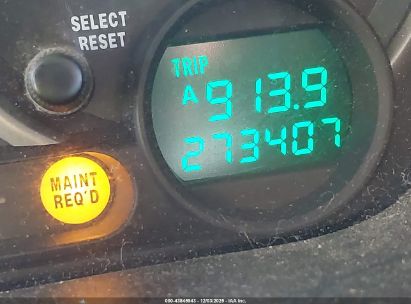 SELECT
RESET
TRIP
A 913.9
273407
MAINT
REQ'D